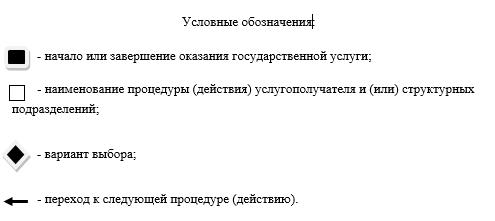 Условные обозначения:
- начало или завершение оказания государственной услуги;
- наименование процедуры (действия) услугополучателя и (или) структурных
подразделений;
- вариант выбора;
- переход к следующей процедуре (действию).